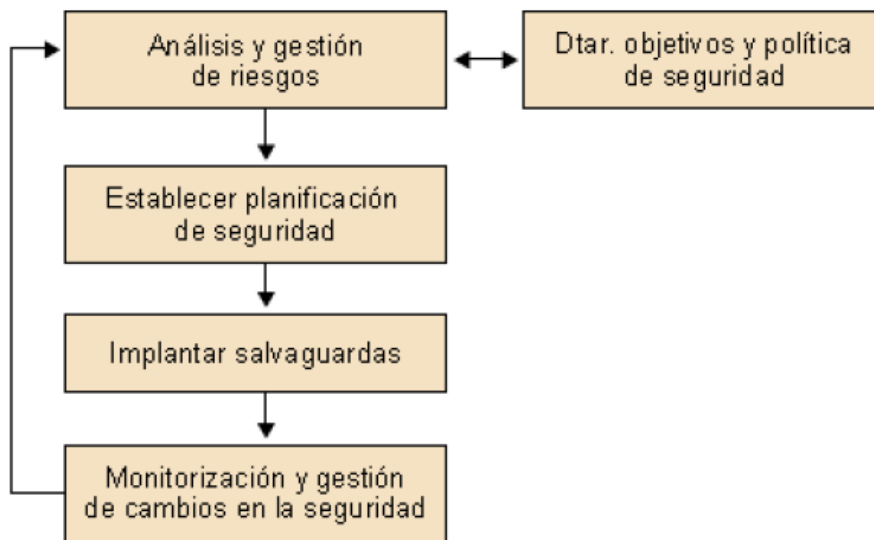 Análisis y gestión
de riesgos
Dtar. objetivos y política
de seguridad
Establecer planificación
de seguridad
Implantar salvaguardas
Monitorización y gestión
de cambios en la seguridad